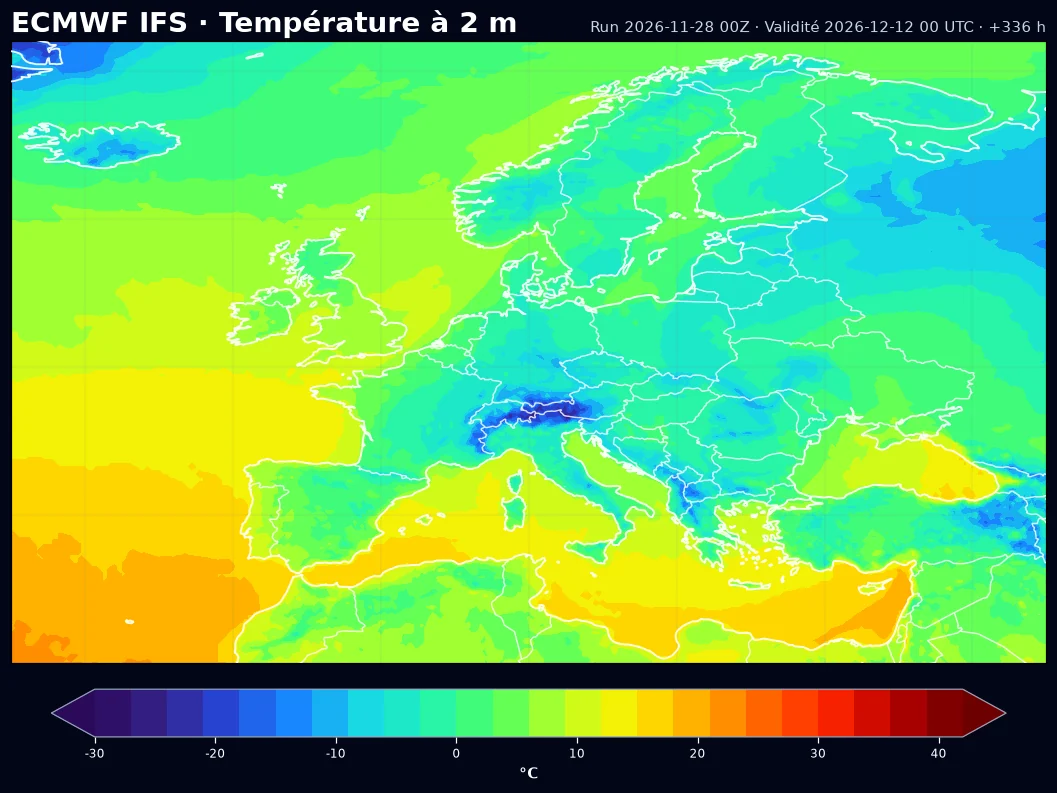 ECMWF IFS · Température à 2 m
Run 2026-11-28 00Z · Validité 2026-12-12 00 UTC · +336 h
-30 -20 -10 0 10 20 30 40
°C